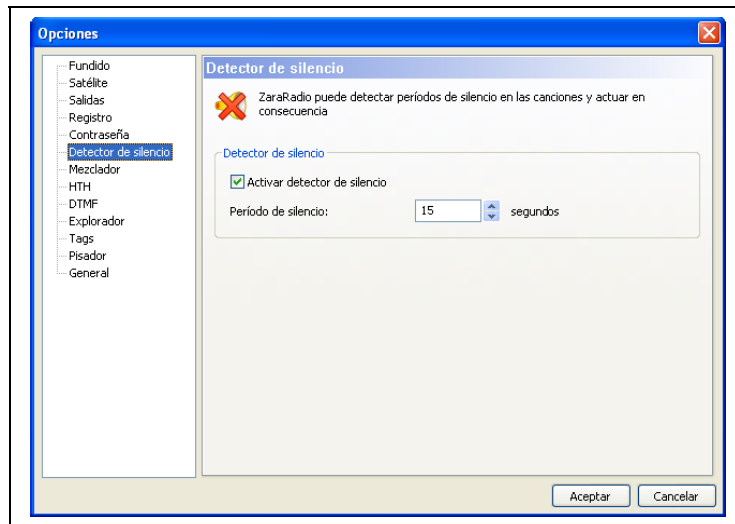 Opciones
Fundido
Satélite
Salidas
Registro
Contraseña
Detector de silencio
Mezclador
HTH
DTMF
Explorador
Tags
Pisador
General
Detector de silencio
ZaraRadio puede detectar períodos de silencio en las canciones y actuar en
consecuencia
Detector de silencio
Activar detector de silencio
Período de silencio: 15 segundos
Aceptar Cancelar